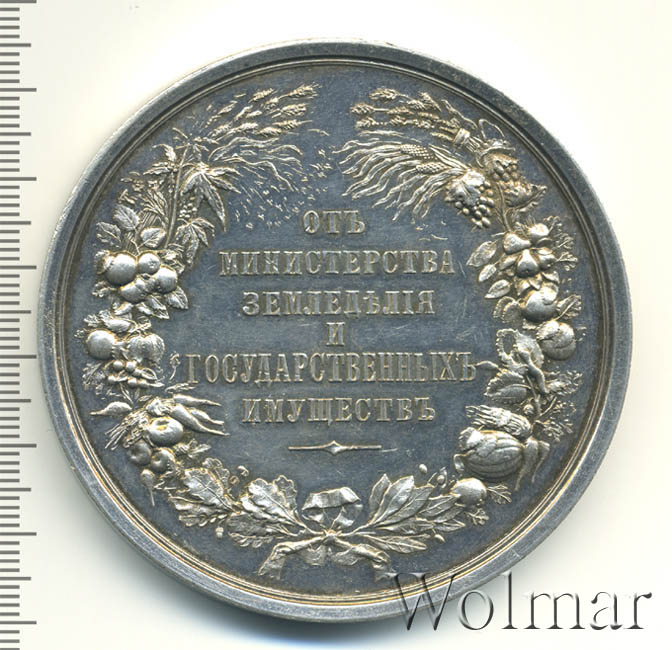 ОТЪ
МИНИСТЕРСТВА
ЗЕМЛЕДѢЛІЯ
И
ГОСУДАРСТВЕННЫХЪ
ИМУЩЕСТВЪ
Wolmar